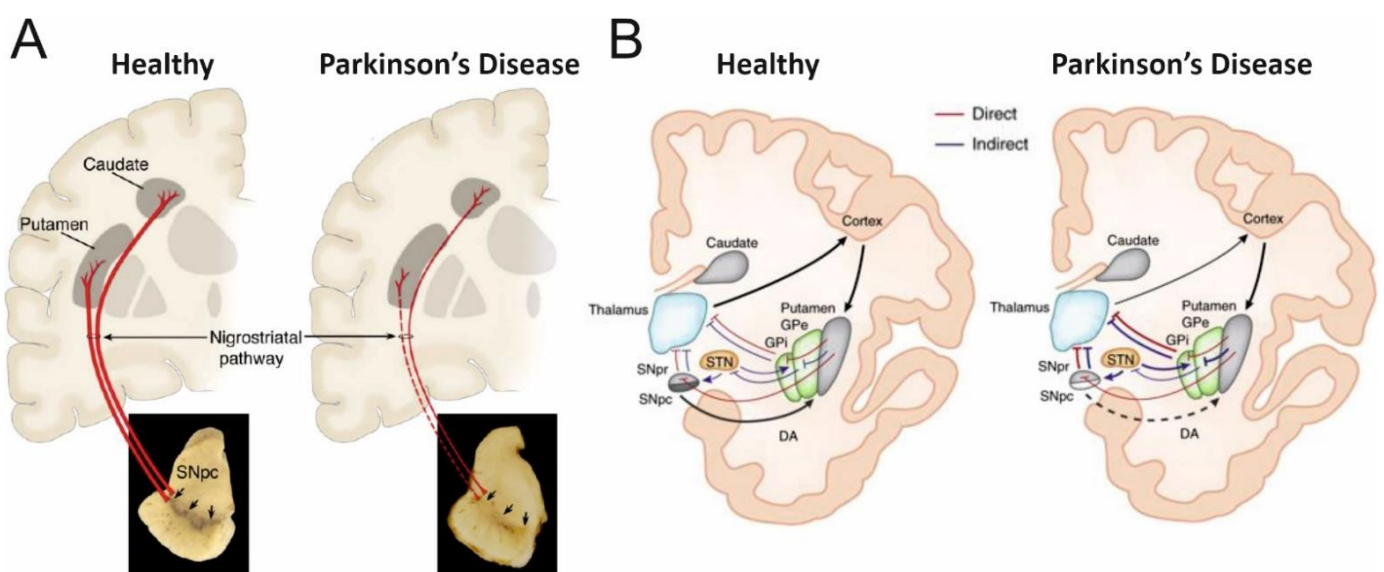 A
Healthy
Parkinson's Disease
Caudate
Putamen
Nigrostriatal
pathway
SNpc
B
Healthy
Parkinson's Disease
Direct
Indirect
Cortex
Caudate
Thalamus
Putamen
GPe
GPi
STN
SNpr
SNpc
DA
Cortex
Caudate
Thalamus
Putamen
GPe
GPi
STN
SNpr
SNpc
DA